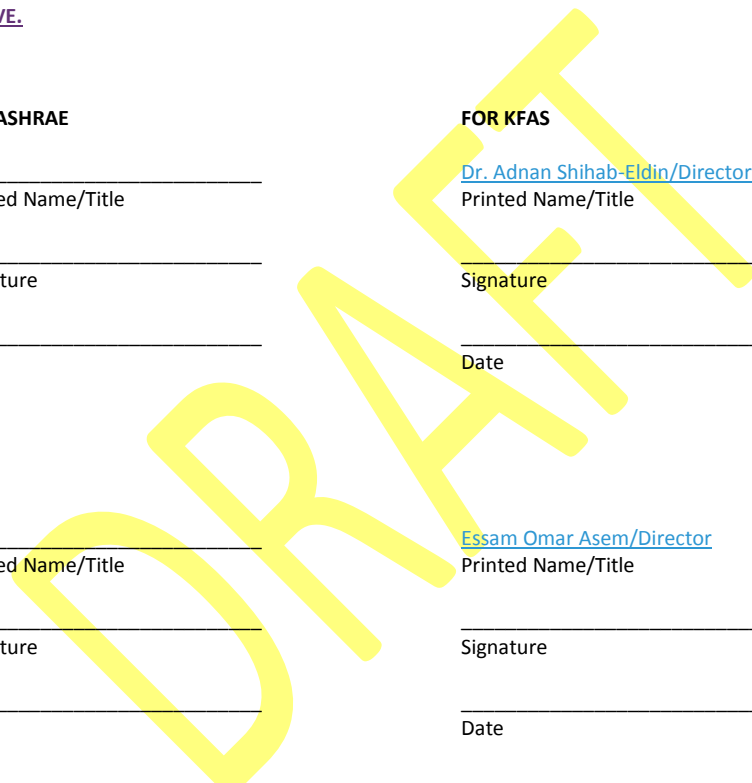 VE.
ASHRAE FOR KFAS
Dr. Adnan Shihab-Eldin/Director
ed Name/Title Printed Name/Title
ture Signature
Date
Essam Omar Asem/Director
ed Name/Title Printed Name/Title
ture Signature
Date
DRAFT